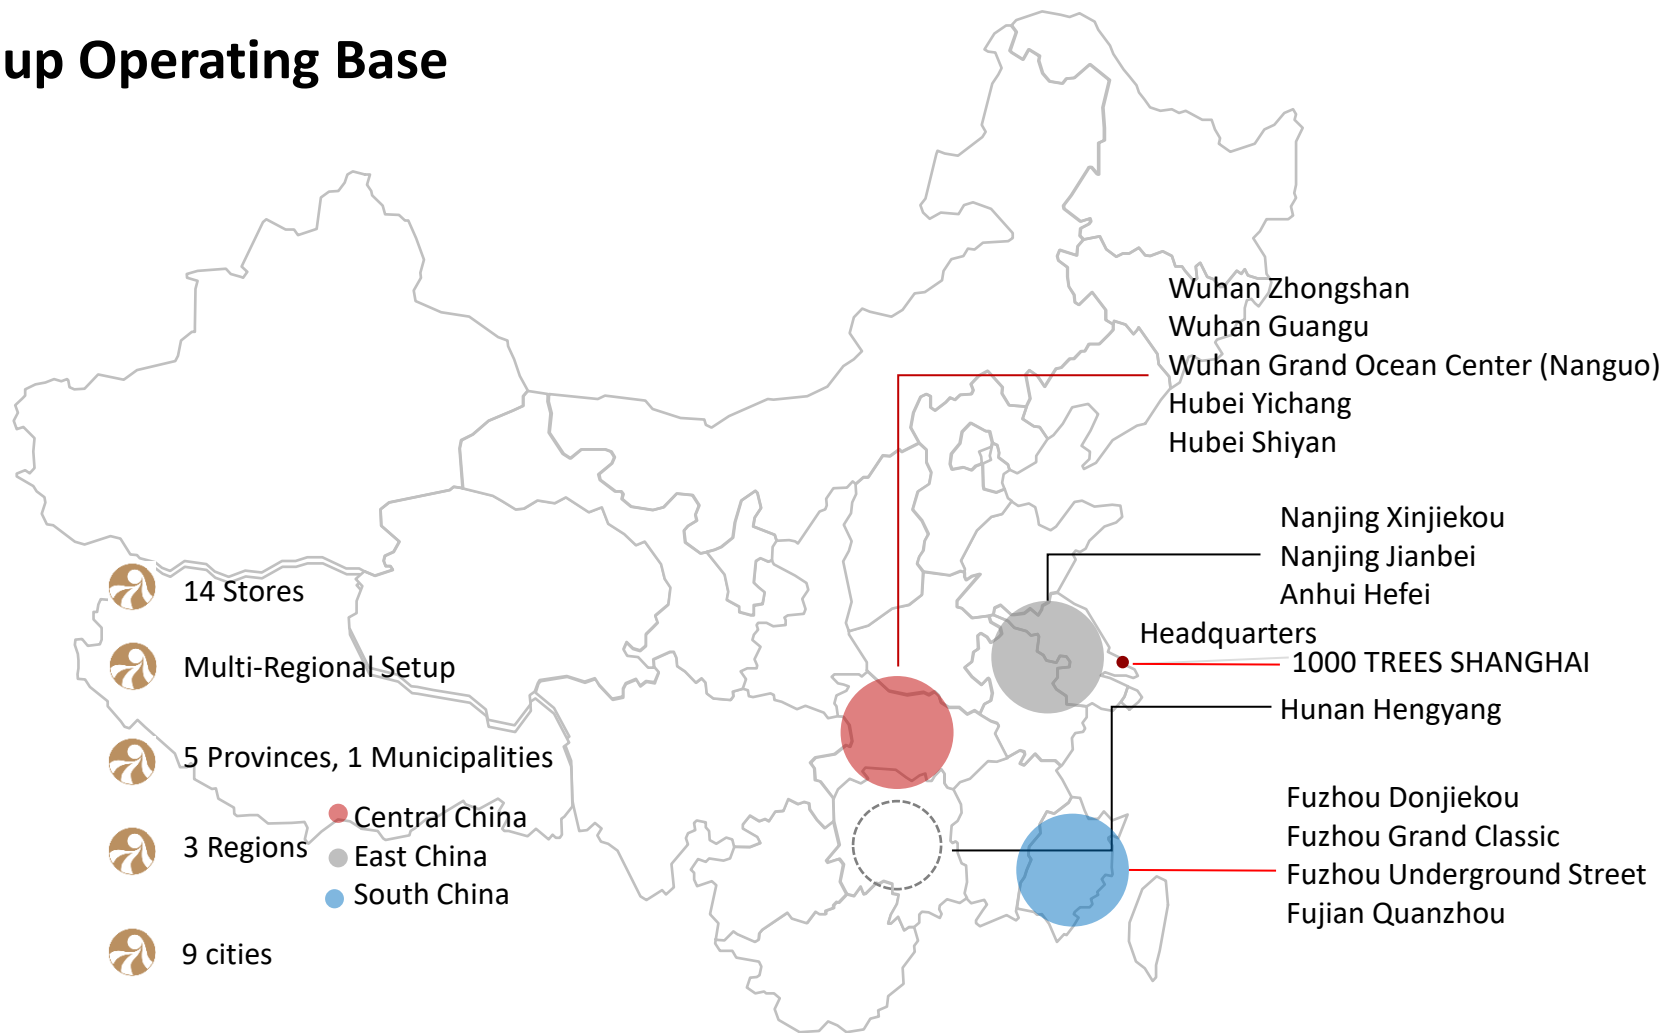 up Operating Base
Wuhan Zhongshan
Wuhan Guangu
Wuhan Grand Ocean Center (Nanguo)
Hubei Yichang
Hubei Shiyan
Nanjing Xinjiekou
Nanjing Jianbei
Anhui Hefei
Headquarters
1000 TREES SHANGHAI
Hunan Hengyang
Fuzhou Donjiekou
Fuzhou Grand Classic
Fuzhou Underground Street
Fujian Quanzhou
14 Stores
Multi-Regional Setup
5 Provinces, 1 Municipalities
3 Regions
Central China
East China
South China
9 cities